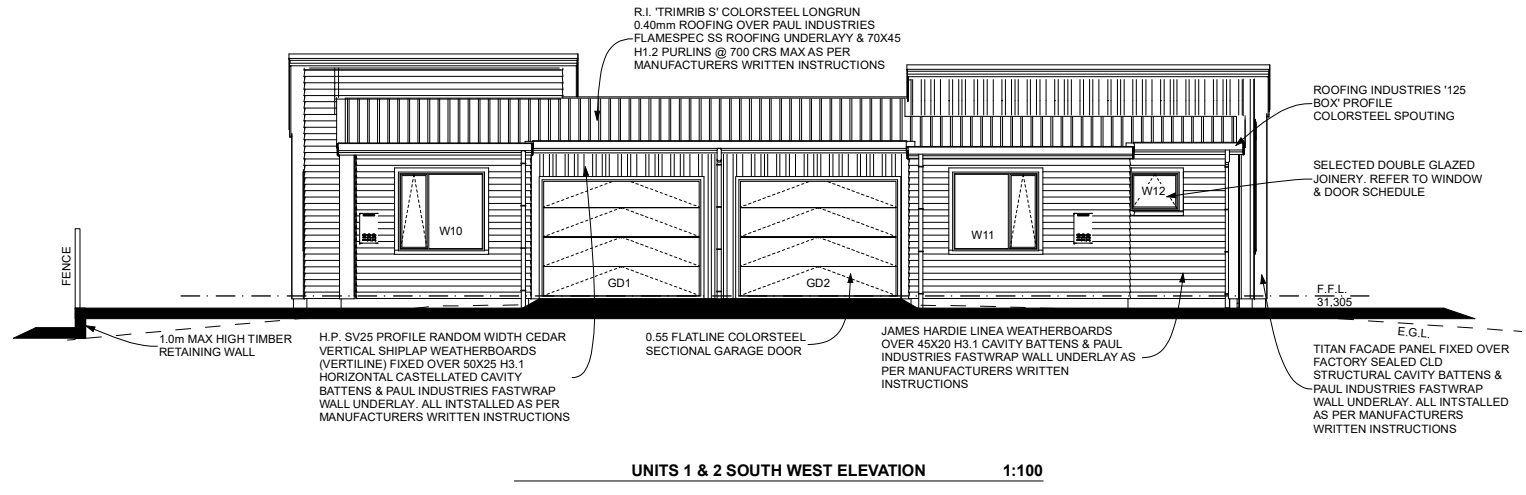 R.I. 'TRIMRIB S' COLORSTEEL LONGRUN
0.40mm ROOFING OVER PAUL INDUSTRIES
FLAMESPEC SS ROOFING UNDERLAYY & 70X45
H1.2 PURLINS @ 700 CRS MAX AS PER
MANUFACTURERS WRITTEN INSTRUCTIONS
ROOFING INDUSTRIES '125
BOX' PROFILE
COLORSTEEL SPOUTING
SELECTED DOUBLE GLAZED
JOINERY. REFER TO WINDOW
& DOOR SCHEDULE
W12
W10
W11
FENCE
GD1
GD2
F.F.L.
31,305
E.G.L.
1.0m MAX HIGH TIMBER
RETAINING WALL
H.P. SV25 PROFILE RANDOM WIDTH CEDAR
VERTICAL SHIPLAP WEATHERBOARDS
(VERTILINE) FIXED OVER 50X25 H3.1
HORIZONTAL CASTELLATED CAVITY
BATTENS & PAUL INDUSTRIES FASTWRAP
WALL UNDERLAY. ALL INTSTALLED AS PER
MANUFACTURERS WRITTEN INSTRUCTIONS
0.55 FLATLINE COLORSTEEL
SECTIONAL GARAGE DOOR
JAMES HARDIE LINEA WEATHERBOARDS
OVER 45X20 H3.1 CAVITY BATTENS & PAUL
INDUSTRIES FASTWRAP WALL UNDERLAY AS
PER MANUFACTURERS WRITTEN
INSTRUCTIONS
TITAN FACADE PANEL FIXED OVER
FACTORY SEALED CLD
STRUCTURAL CAVITY BATTENS &
PAUL INDUSTRIES FASTWRAP
WALL UNDERLAY. ALL INTSTALLED
AS PER MANUFACTURERS
WRITTEN INSTRUCTIONS
UNITS 1 & 2 SOUTH WEST ELEVATION 1:100